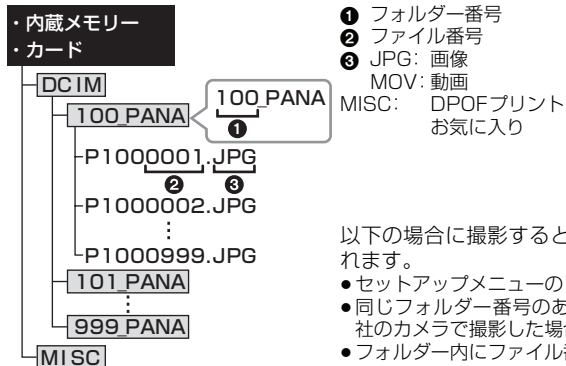 ・内蔵メモリー
・カード
DCIM
100_PANA
100_PANA
❶
P1000001.JPG
❷ ❸
P1000002.JPG
P1000999.JPG
101_PANA
999_PANA
MISC
❶ フォルダー番号
❷ ファイル番号
❸ JPG: 画像
MOV: 動画
MISC: DPOFプリント
お気に入り
以下の場合に撮影すると
れます。
●セットアップメニューの
●同じフォルダー番号のあ
社のカメラで撮影した場合
●フォルダー内にファイル番